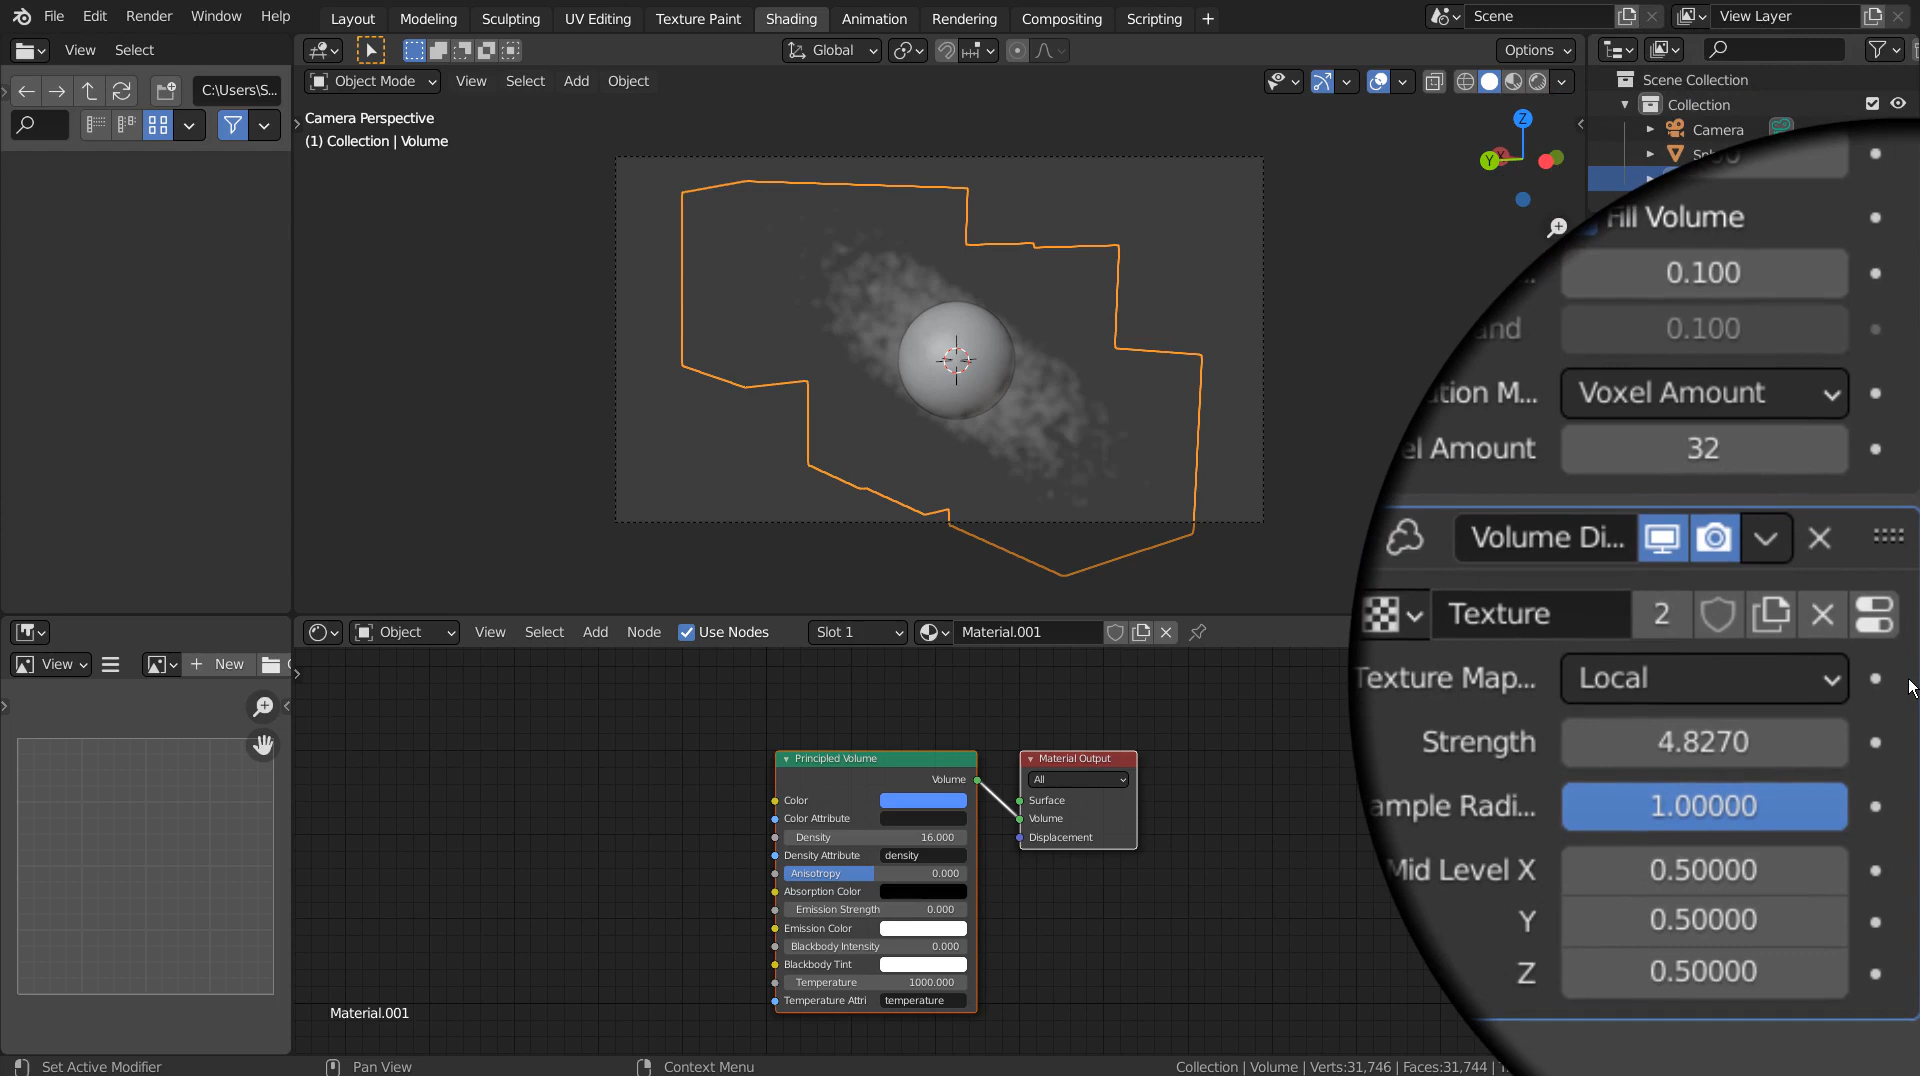 File Edit Render Window Help Layout Modeling Sculpting UV Editing Texture Paint Shading Animation Rendering Compositing Scripting + Scene View Layer
View Select Global Options
C:\Users\S... Object Mode View Select Add Object
Scene Collection
Collection
Camera
Camera Perspective
(1) Collection | Volume
Z
Y
Fill Volume
0.100
0.100
Voxel Amount
Amount 32
Volume Di...
Texture 2
Texture Map... Local
Strength 4.8270
ample Radi... 1.00000
Mid Level X 0.50000
Y 0.50000
Z 0.50000
Object View Select Add Node Use Nodes Slot 1 Material.001
View + New
Principled Volume
Volume
Color
Color Attribute
Density 16.000
Density Attribute density
Anisotropy 0.000
Absorption Color
Emission Strength 0.000
Emission Color
Blackbody Intensity 0.000
Blackbody Tint
Temperature 1000.000
Temperature Attri temperature
Material Output
All
Surface
Volume
Displacement
Material.001
Set Active Modifier Pan View Context Menu Collection | Volume | Verts:31,746 | Faces:31,744 |